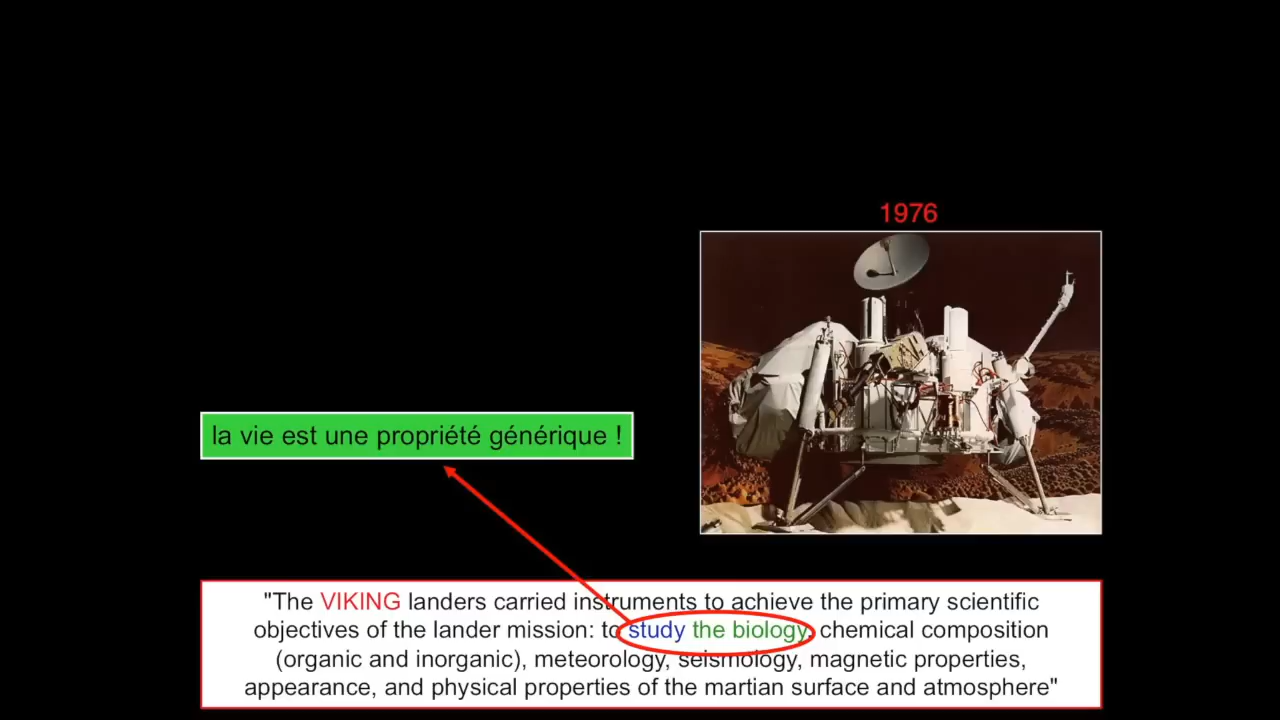 1976
la vie est une propriété générique !
"The VIKING landers carried instruments to achieve the primary scientific
objectives of the lander mission: to study the biology, chemical composition
(organic and inorganic), meteorology, seismology, magnetic properties,
appearance, and physical properties of the martian surface and atmosphere"